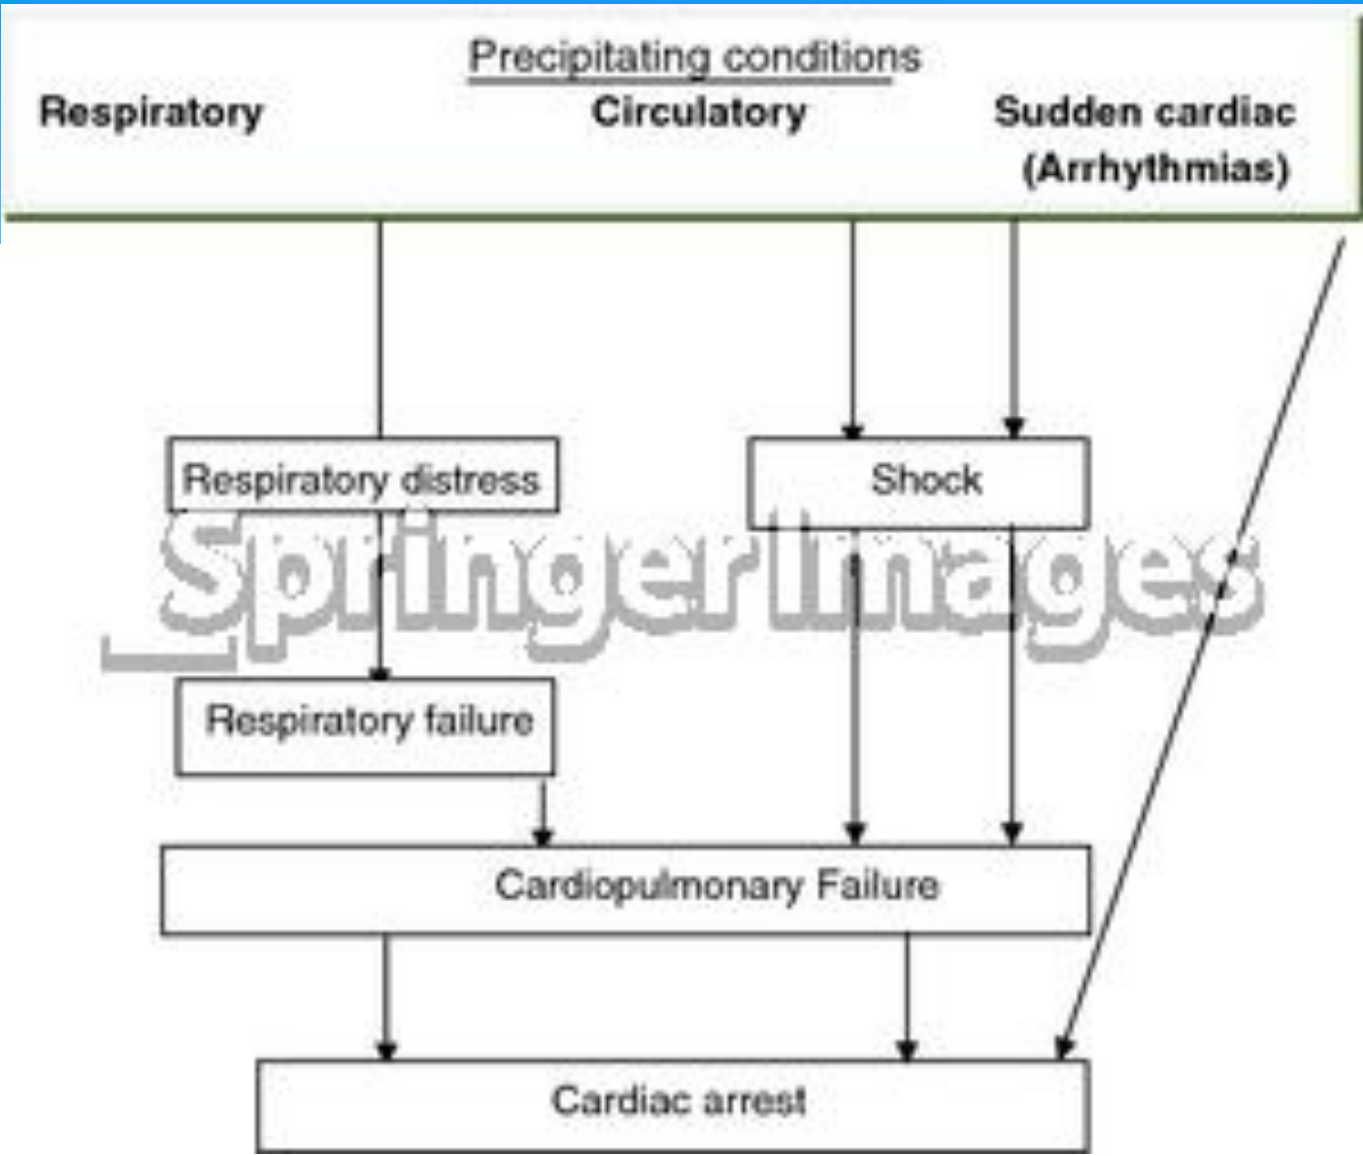 Precipitating conditions
Respiratory Circulatory Sudden cardiac
(Arrhythmias)
Respiratory distress Shock
SpringerImages
Respiratory failure
Cardiopulmonary Failure
Cardiac arrest